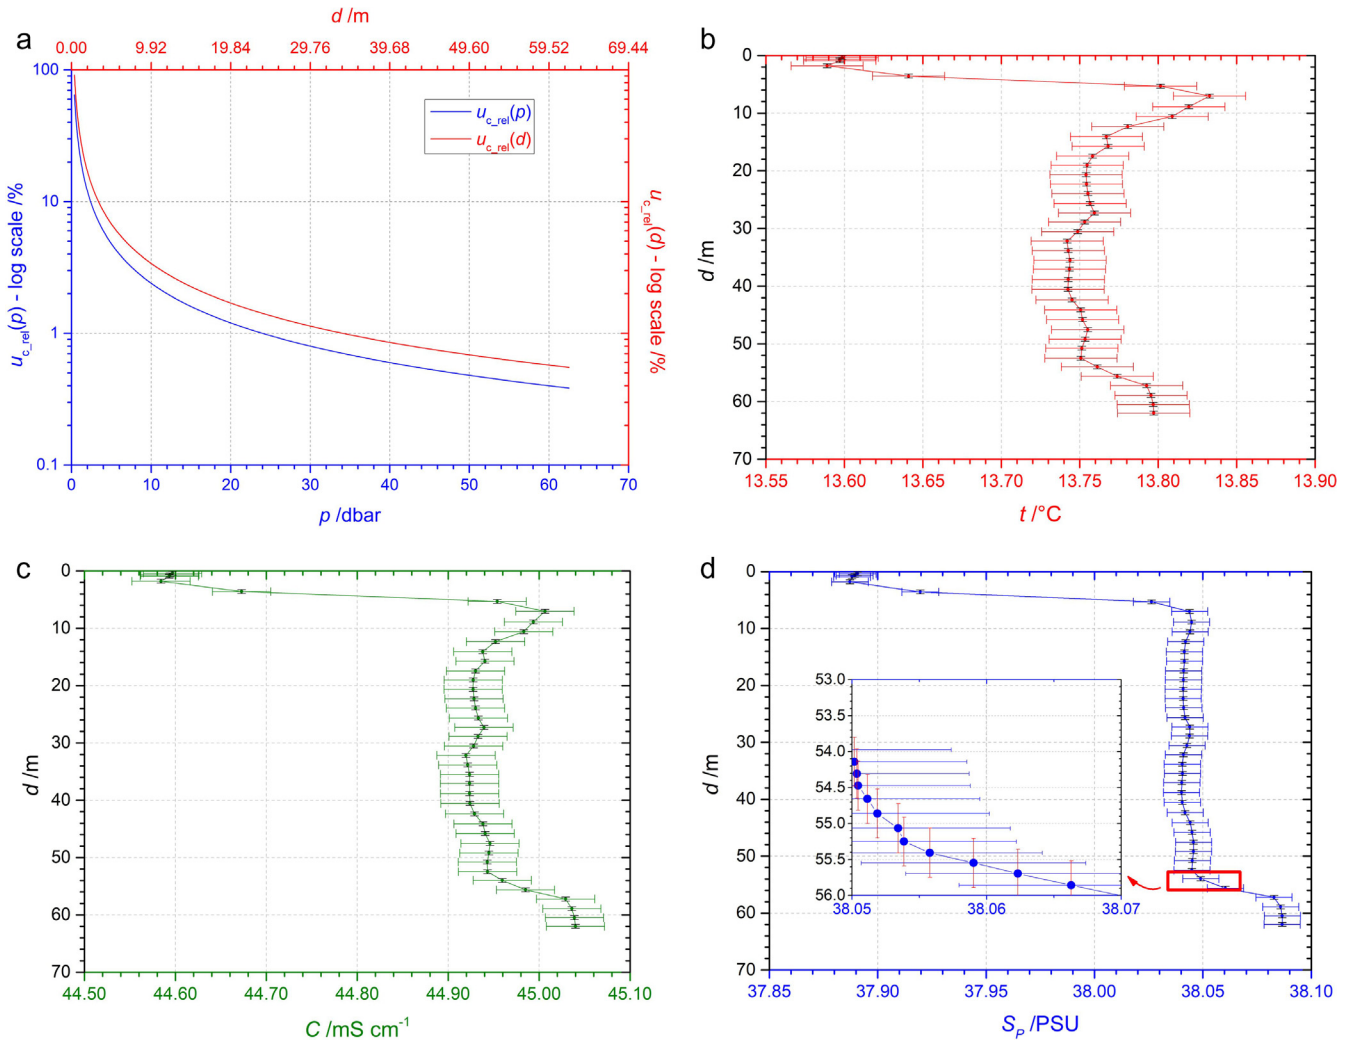 a
d /m
0.00 9.92 19.84 29.76 39.68 49.60 59.52 69.44
100
10
1
0.1
u_c_rel(p) - log scale /%
u_c_rel(p)
u_c_rel(d)
u_c_rel(d) - log scale /%
0 10 20 30 40 50 60 70
p /dbar
b
0
10
20
30
40
50
60
70
d /m
13.55 13.60 13.65 13.70 13.75 13.80 13.85 13.90
t /°C
c
0
10
20
30
40
50
60
70
d /m
44.50 44.60 44.70 44.80 44.90 45.00 45.10
C /mS cm⁻¹
d
0
10
20
30
40
50
60
70
d /m
53.0
53.5
54.0
54.5
55.0
55.5
56.0
38.05 38.06 38.07
37.85 37.90 37.95 38.00 38.05 38.10
S_P /PSU